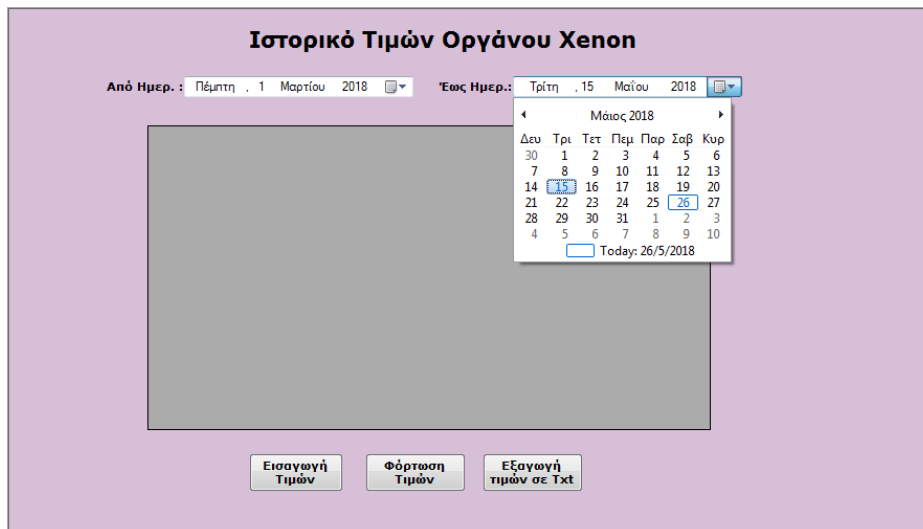 Ιστορικό Τιμών Οργάνου Xenon
Από Ημερ. : Πέμπτη , 1 Μαρτίου 2018 Έως Ημερ.: Τρίτη , 15 Μαΐου 2018
Μάιος 2018
Δευ Τρι Τετ Πεμ Παρ Σαβ Κυρ
30 1 2 3 4 5 6
7 8 9 10 11 12 13
14 15 16 17 18 19 20
21 22 23 24 25 26 27
28 29 30 31 1 2 3
4 5 6 7 8 9 10
Today: 26/5/2018
Εισαγωγή
Τιμών
Φόρτωση
Τιμών
Εξαγωγή
τιμών σε Txt